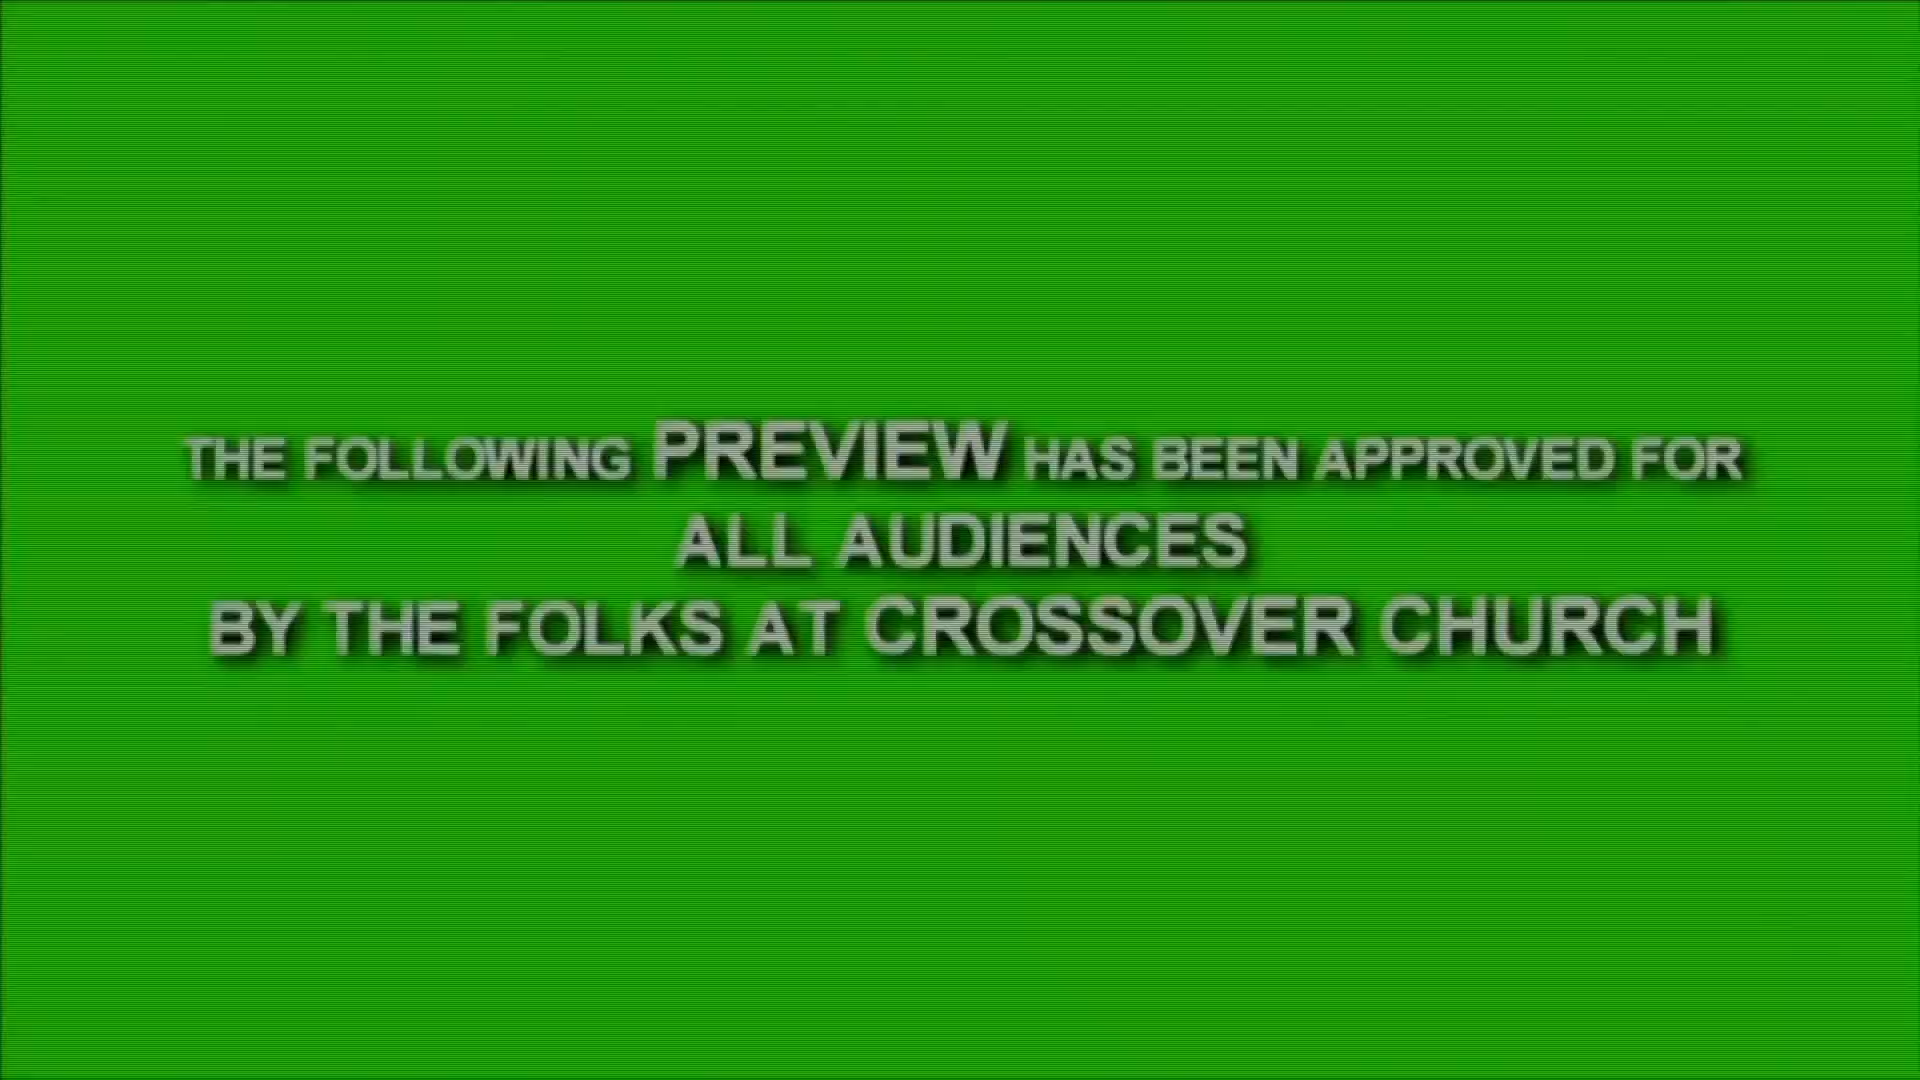 THE FOLLOWING PREVIEW HAS BEEN APPROVED FOR
ALL AUDIENCES
BY THE FOLKS AT CROSSOVER CHURCH